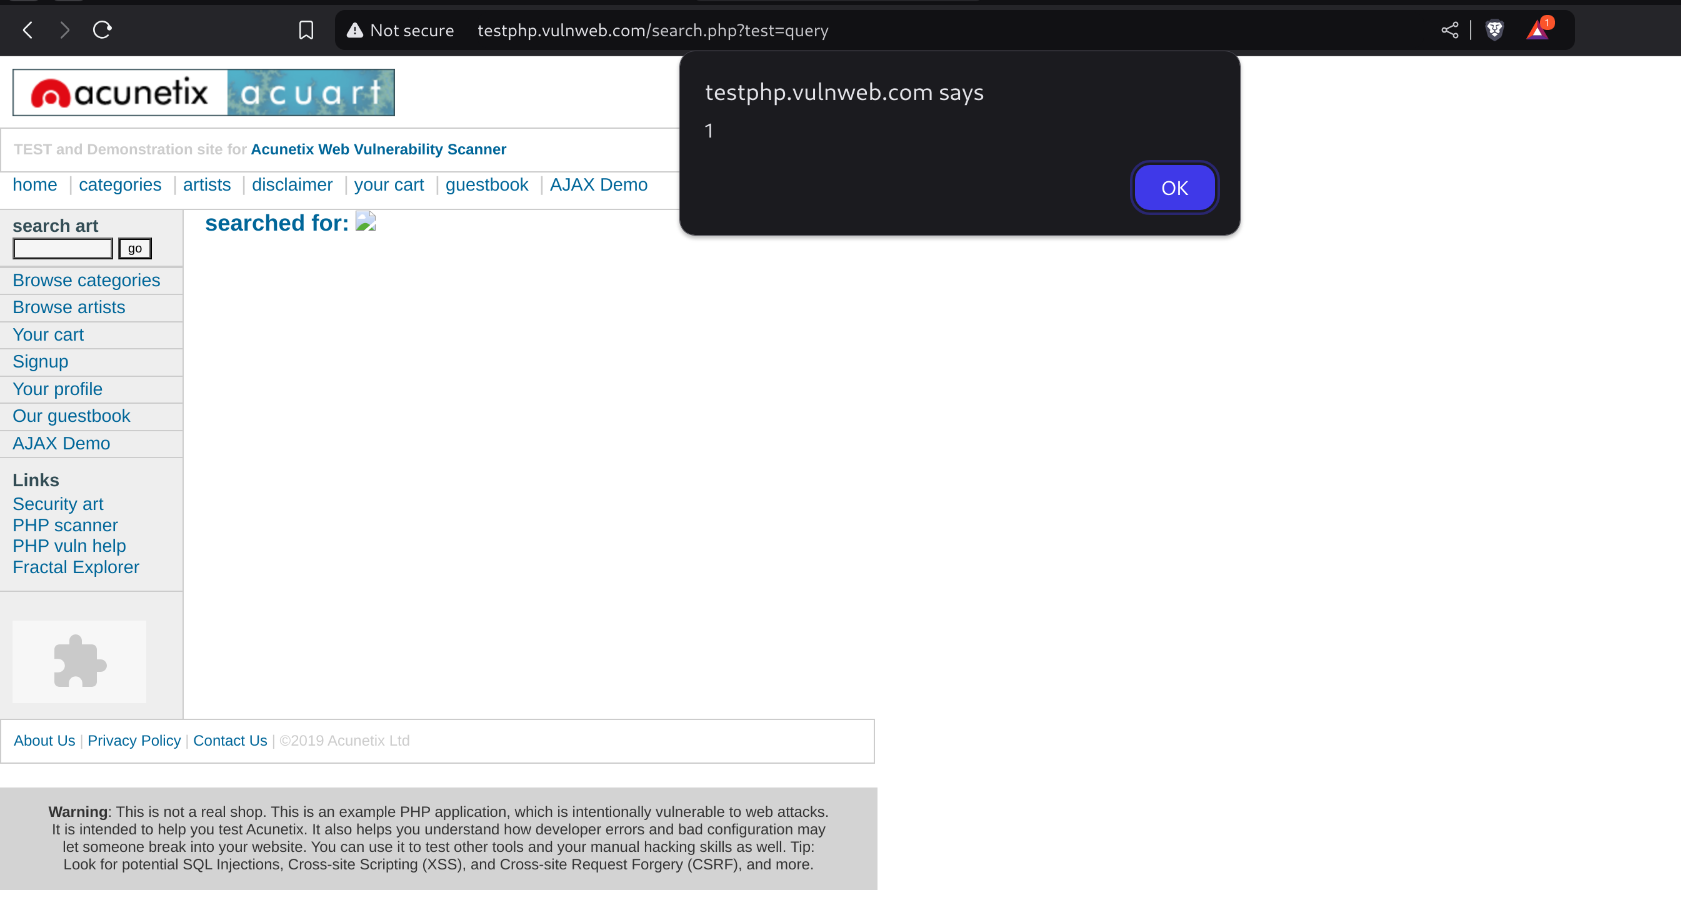 Not secure testphp.vulnweb.com/search.php?test=query
1
acunetix acuart
testphp.vulnweb.com says
1
OK
TEST and Demonstration site for Acunetix Web Vulnerability Scanner
home | categories | artists | disclaimer | your cart | guestbook | AJAX Demo
search art
go
searched for:
Browse categories
Browse artists
Your cart
Signup
Your profile
Our guestbook
AJAX Demo
Links
Security art
PHP scanner
PHP vuln help
Fractal Explorer
About Us | Privacy Policy | Contact Us | ©2019 Acunetix Ltd
Warning: This is not a real shop. This is an example PHP application, which is intentionally vulnerable to web attacks.
It is intended to help you test Acunetix. It also helps you understand how developer errors and bad configuration may
let someone break into your website. You can use it to test other tools and your manual hacking skills as well. Tip:
Look for potential SQL Injections, Cross-site Scripting (XSS), and Cross-site Request Forgery (CSRF), and more.